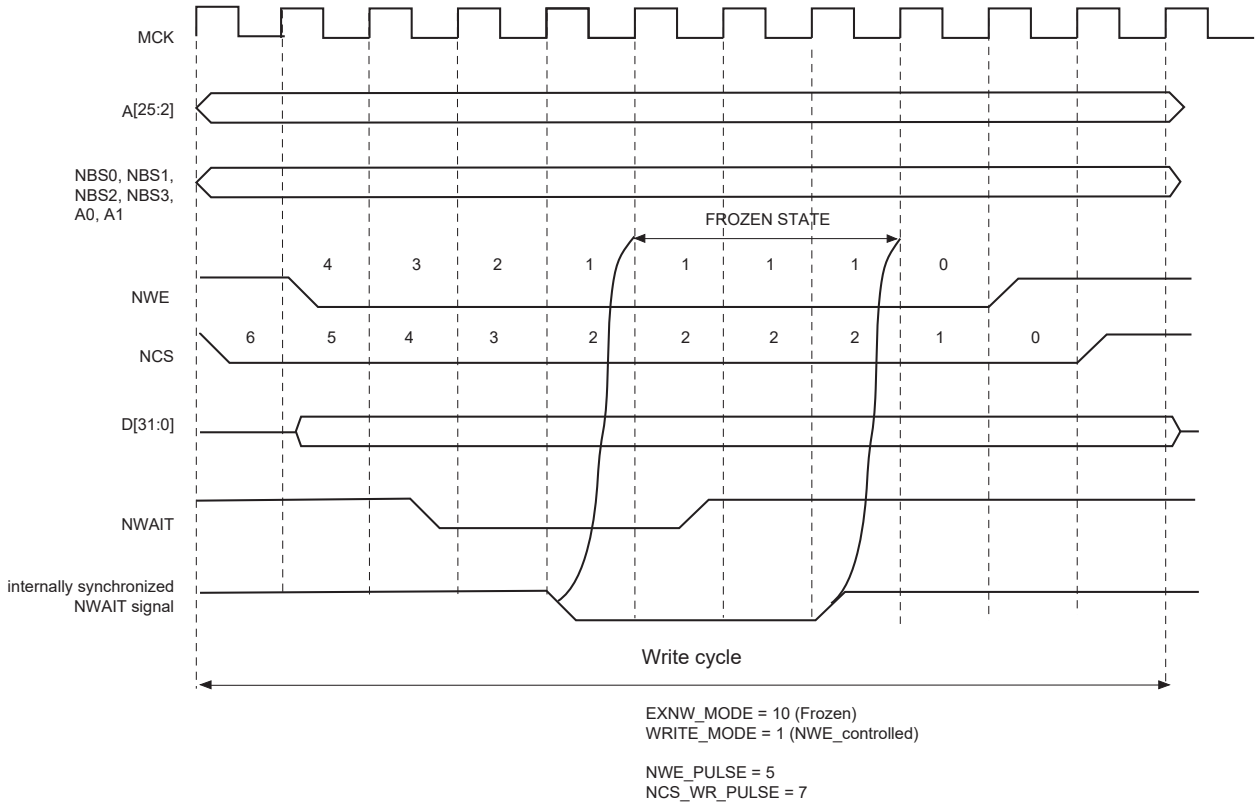 MCK
A[25:2]
NBS0, NBS1,
NBS2, NBS3,
A0, A1
FROZEN STATE
4 3 2 1 1 1 1 0
NWE
6 5 4 3 2 2 2 2 1 0
NCS
D[31:0]
NWAIT
internally synchronized
NWAIT signal
Write cycle
EXNW_MODE = 10 (Frozen)
WRITE_MODE = 1 (NWE_controlled)
NWE_PULSE = 5
NCS_WR_PULSE = 7